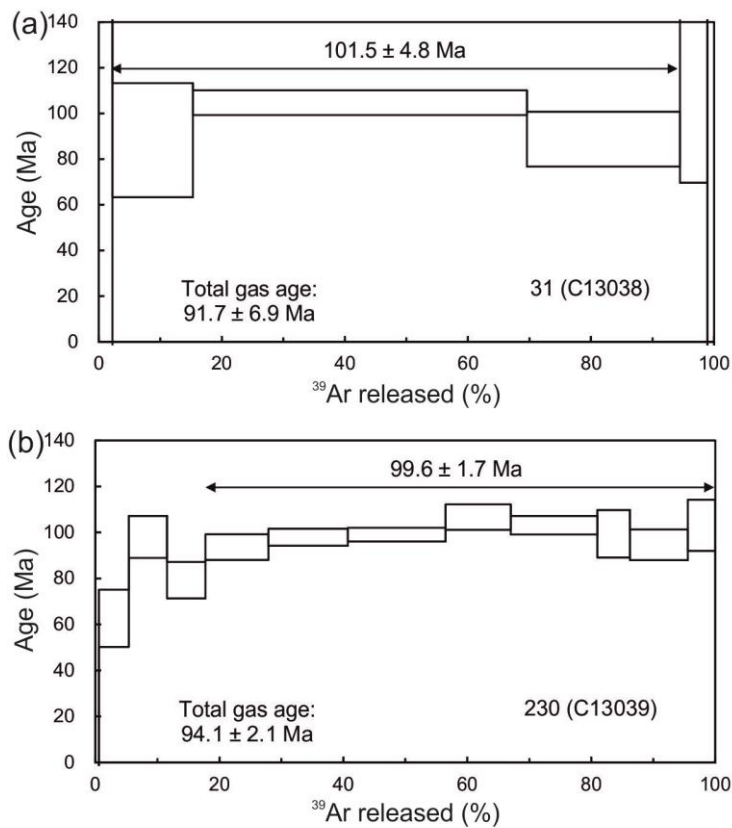 (a)
140
120
100
80
60
40
20
0
Age (Ma)
101.5 ± 4.8 Ma
Total gas age:
91.7 ± 6.9 Ma
31 (C13038)
0 20 40 60 80 100
³⁹Ar released (%)
(b)
140
120
100
80
60
40
20
0
Age (Ma)
99.6 ± 1.7 Ma
Total gas age:
94.1 ± 2.1 Ma
230 (C13039)
0 20 40 60 80 100
³⁹Ar released (%)